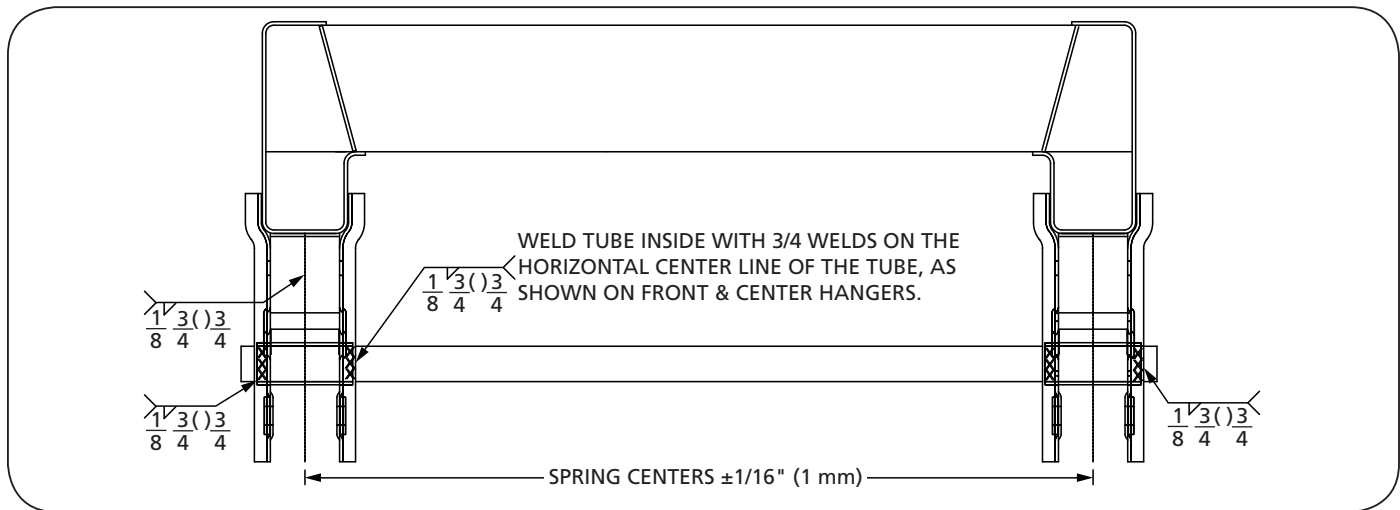 WELD TUBE INSIDE WITH 3/4 WELDS ON THE
HORIZONTAL CENTER LINE OF THE TUBE, AS
SHOWN ON FRONT & CENTER HANGERS.
1/8 3/4()3/4
1/8 3/4()3/4
1/8 3/4()3/4
1/8 3/4()3/4
SPRING CENTERS ±1/16" (1 mm)